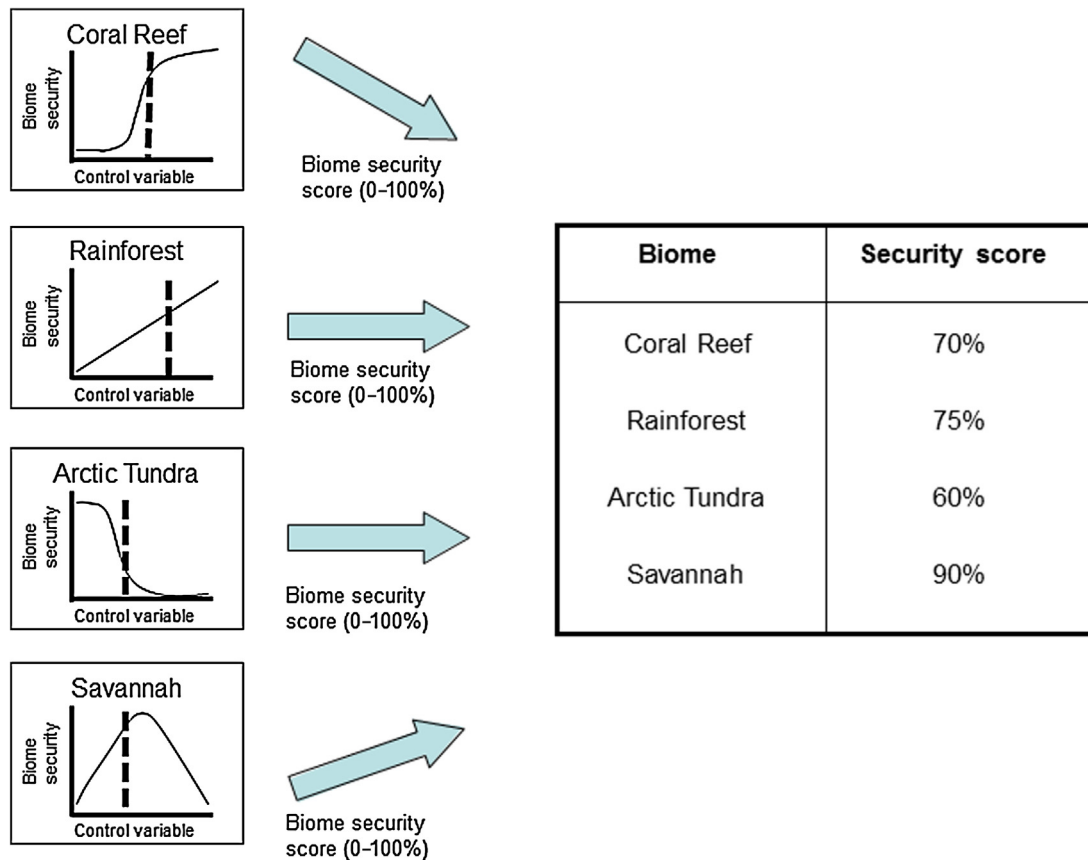 Coral Reef
Biome
security
Control variable
Biome security
score (0–100%)
Rainforest
Biome
security
Control variable
Biome security
score (0–100%)
Arctic Tundra
Biome
security
Control variable
Biome security
score (0–100%)
Savannah
Biome
security
Control variable
Biome security
score (0–100%)
Biome Security score
Coral Reef 70%
Rainforest 75%
Arctic Tundra 60%
Savannah 90%